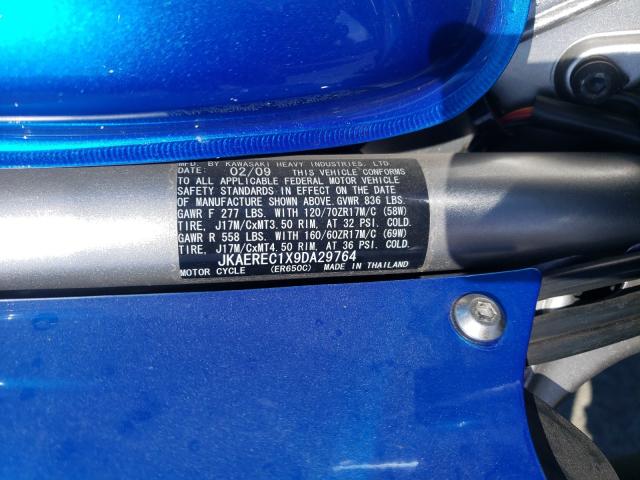 MFD. BY KAWASAKI HEAVY INDUSTRIES, LTD.
DATE: 02/09 THIS VEHICLE CONFORMS
TO ALL APPLICABLE FEDERAL MOTOR VEHICLE
SAFETY STANDARDS IN EFFECT ON THE DATE
OF MANUFACTURE SHOWN ABOVE. GVWR 836 LBS.
GAWR F 277 LBS. WITH 120/70ZR17M/C (58W)
TIRE, J17M/CxMT3.50 RIM, AT 32 PSI. COLD.
GAWR R 558 LBS. WITH 160/60ZR17M/C (69W)
TIRE, J17M/CxMT4.50 RIM, AT 36 PSI. COLD.
JKAEREC1X9DA29764
MOTOR CYCLE (ER650C) MADE IN THAILAND